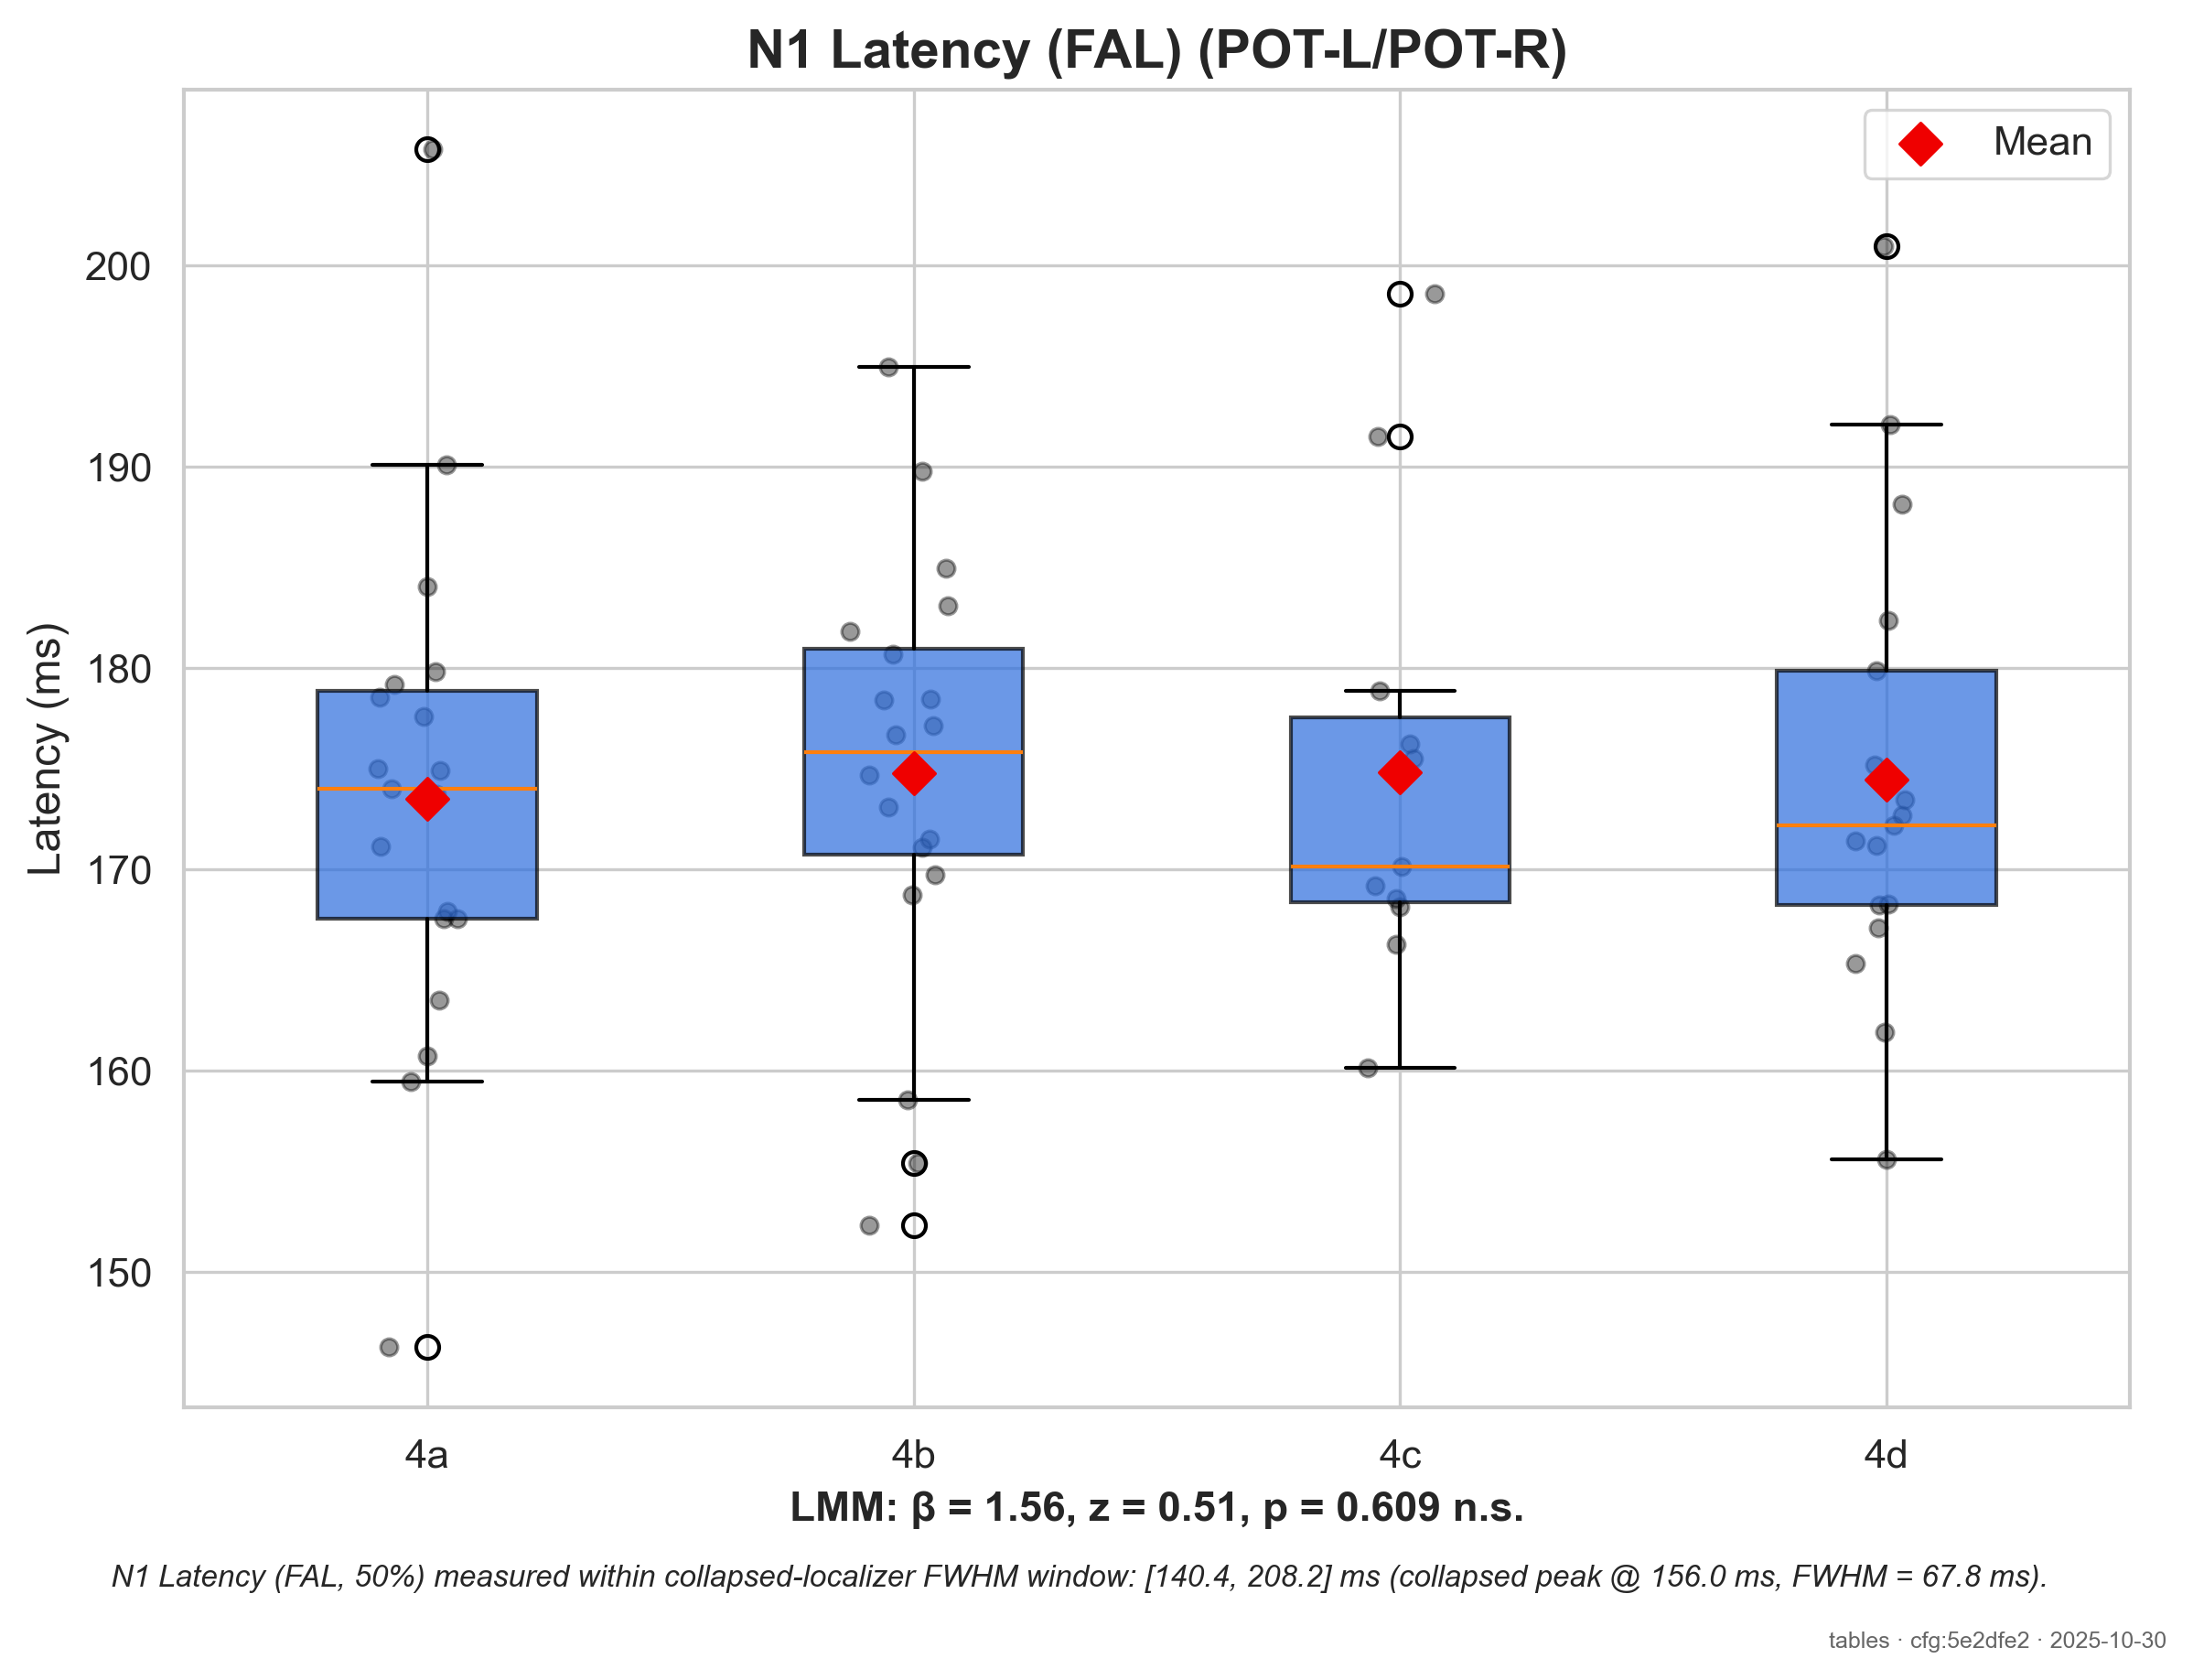 N1 Latency (FAL) (POT-L/POT-R)
Mean
Latency (ms)
200
190
180
170
160
150
4a 4b 4c 4d
LMM: β = 1.56, z = 0.51, p = 0.609 n.s.
N1 Latency (FAL, 50%) measured within collapsed-localizer FWHM window: [140.4, 208.2] ms (collapsed peak @ 156.0 ms, FWHM = 67.8 ms).
tables · cfg:5e2dfe2 · 2025-10-30